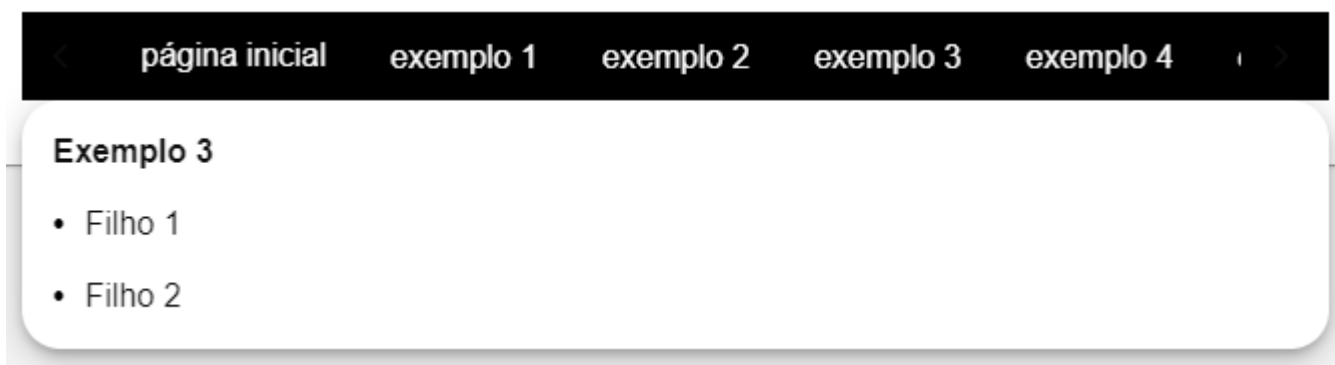 página inicial exemplo 1 exemplo 2 exemplo 3 exemplo 4
Exemplo 3
• Filho 1
• Filho 2